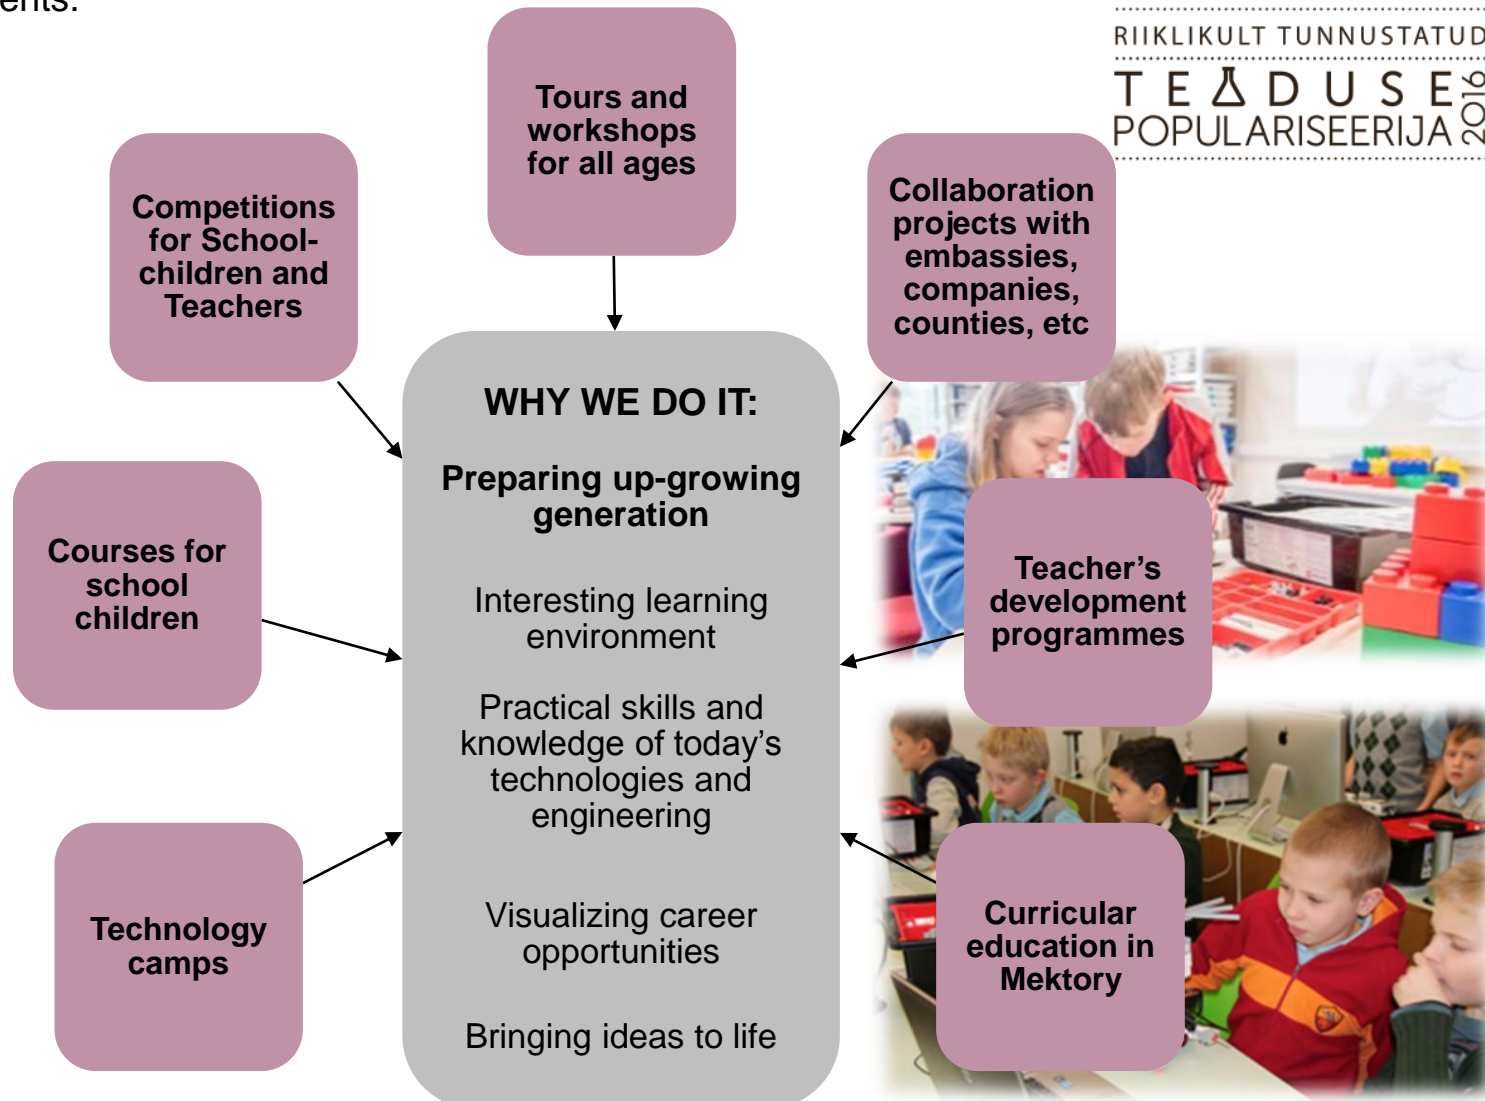 ents:
RIIKLIKULT TUNNUSTATUD
TEADUSE
POPULARISEERIJA
2016
Tours and
workshops
for all ages
Competitions
for School-
children and
Teachers
Collaboration
projects with
embassies,
companies,
counties, etc
WHY WE DO IT:
Preparing up-growing
generation
Interesting learning
environment
Practical skills and
knowledge of today’s
technologies and
engineering
Visualizing career
opportunities
Bringing ideas to life
Courses for
school
children
Teacher’s
development
programmes
Technology
camps
Curricular
education in
Mektory